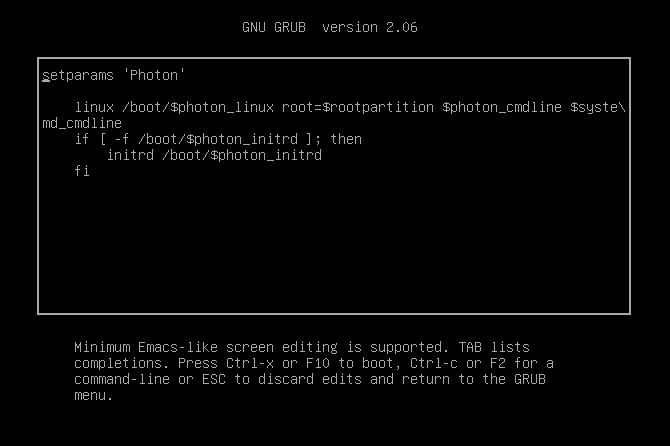 GNU GRUB  version 2.06
setparams 'Photon'
    linux /boot/$photon_linux root=$rootpartition $photon_cmdline $syste\
md_cmdline
    if [ -f /boot/$photon_initrd ]; then
        initrd /boot/$photon_initrd
    fi
Minimum Emacs-like screen editing is supported. TAB lists
completions. Press Ctrl-x or F10 to boot, Ctrl-c or F2 for a
command-line or ESC to discard edits and return to the GRUB
menu.